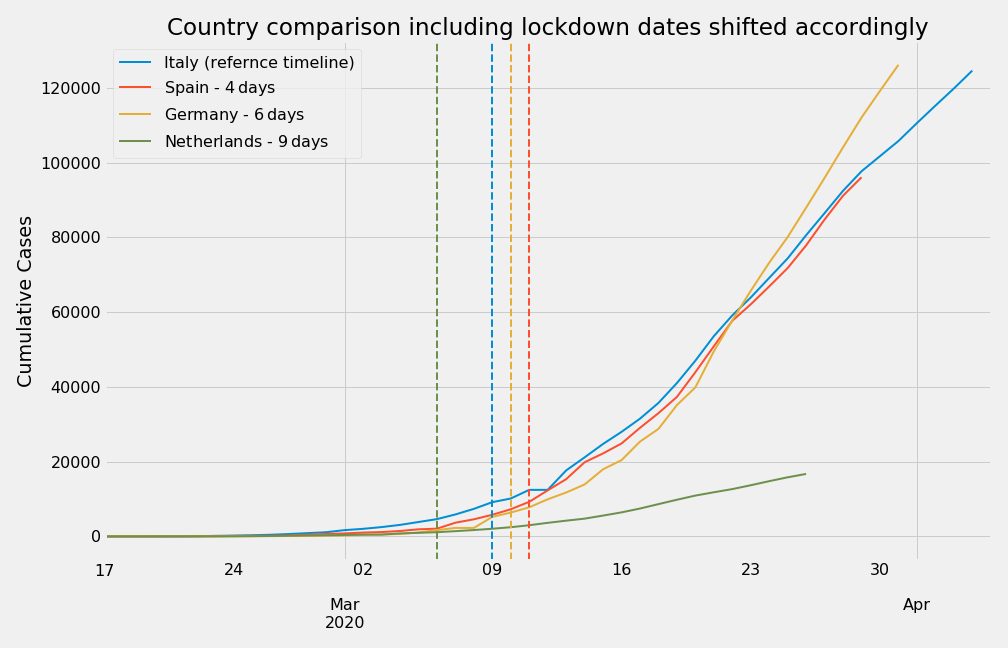 Country comparison including lockdown dates shifted accordingly
Italy (refernce timeline)
Spain - 4 days
Germany - 6 days
Netherlands - 9 days
Cumulative Cases
120000
100000
80000
60000
40000
20000
0
17 24 02 09 16 23 30
Mar Apr
2020